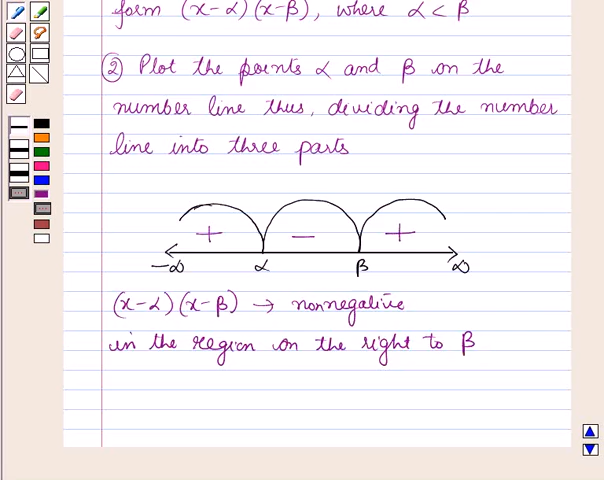 form (x-α)(x-β), where α < β
② Plot the points α and β on the
number line thus, dividing the number
line into three parts
+ - +
-∞ α β ∞
(x-α)(x-β) → nonnegative
in the region on the right to β